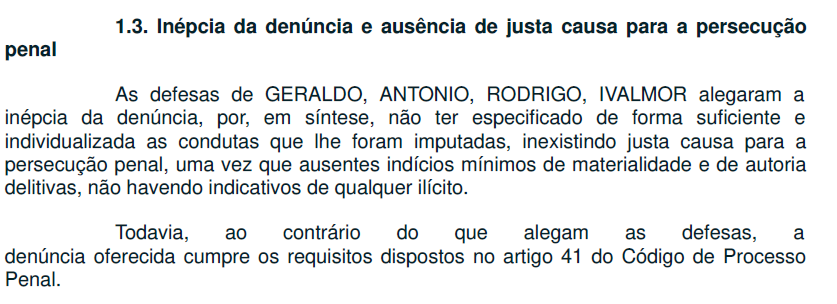 1.3. Inépcia da denúncia e ausência de justa causa para a persecução
penal
As defesas de GERALDO, ANTONIO, RODRIGO, IVALMOR alegaram a
inépcia da denúncia, por, em síntese, não ter especificado de forma suficiente e
individualizada as condutas que lhe foram imputadas, inexistindo justa causa para a
persecução penal, uma vez que ausentes indícios mínimos de materialidade e de autoria
delitivas, não havendo indicativos de qualquer ilícito.
Todavia, ao contrário do que alegam as defesas, a
denúncia oferecida cumpre os requisitos dispostos no artigo 41 do Código de Processo
Penal.